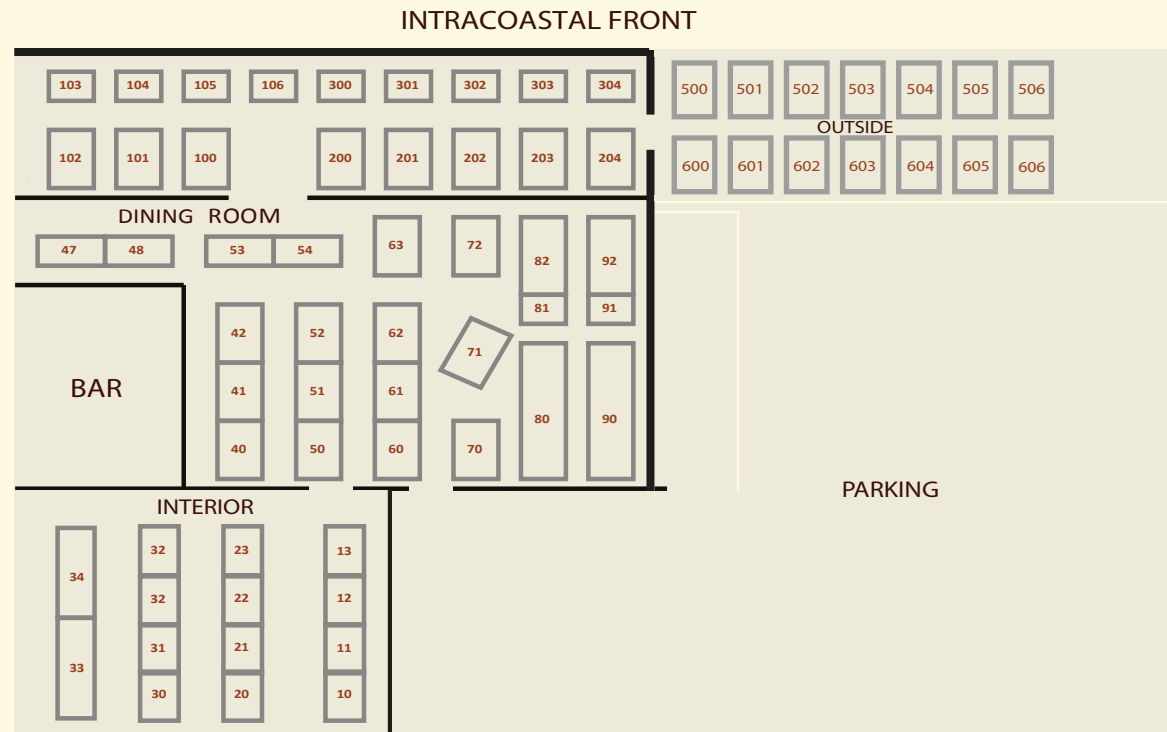 INTRACOASTAL FRONT
103 104 105 106 300 301 302 303 304
500 501 502 503 504 505 506
OUTSIDE
102 101 100 200 201 202 203 204
600 601 602 603 604 605 606
DINING ROOM
47 48 53 54 63 72 82 92
81 91
42 52 62
71
BAR
41 51 61
80 90
40 50 60 70
PARKING
INTERIOR
32 23 13
34
32 22 12
31 21 11
33
30 20 10